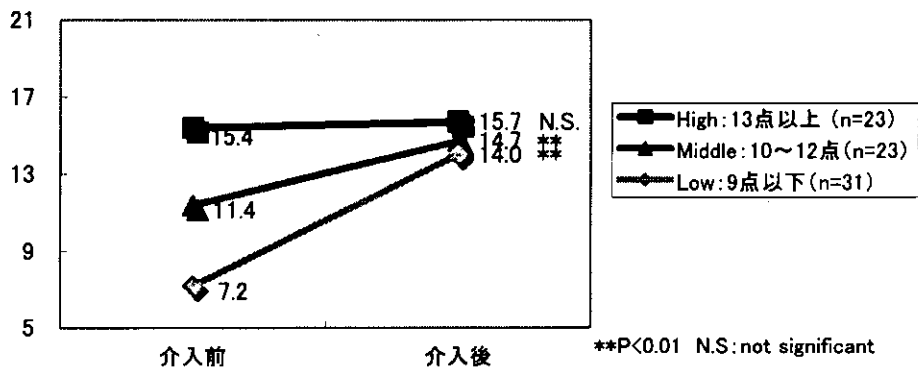 21
17
13
9
5
15.4
11.4
7.2
15.7 N.S.
14.7 **
14.0 **
介入前
介入後
High:13点以上 (n=23)
Middle:10~12点(n=23)
Low:9点以下(n=31)
**P<0.01 N.S:not significant